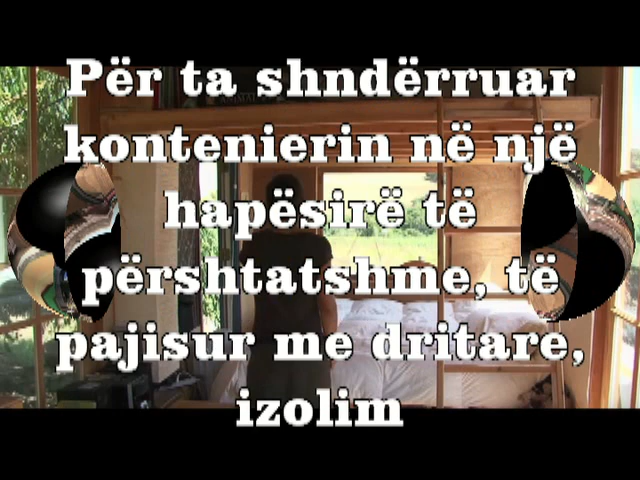 Për ta shndërruar
kontenierin në një
hapësirë të
përshtatshme, të
pajisur me dritare,
izolim